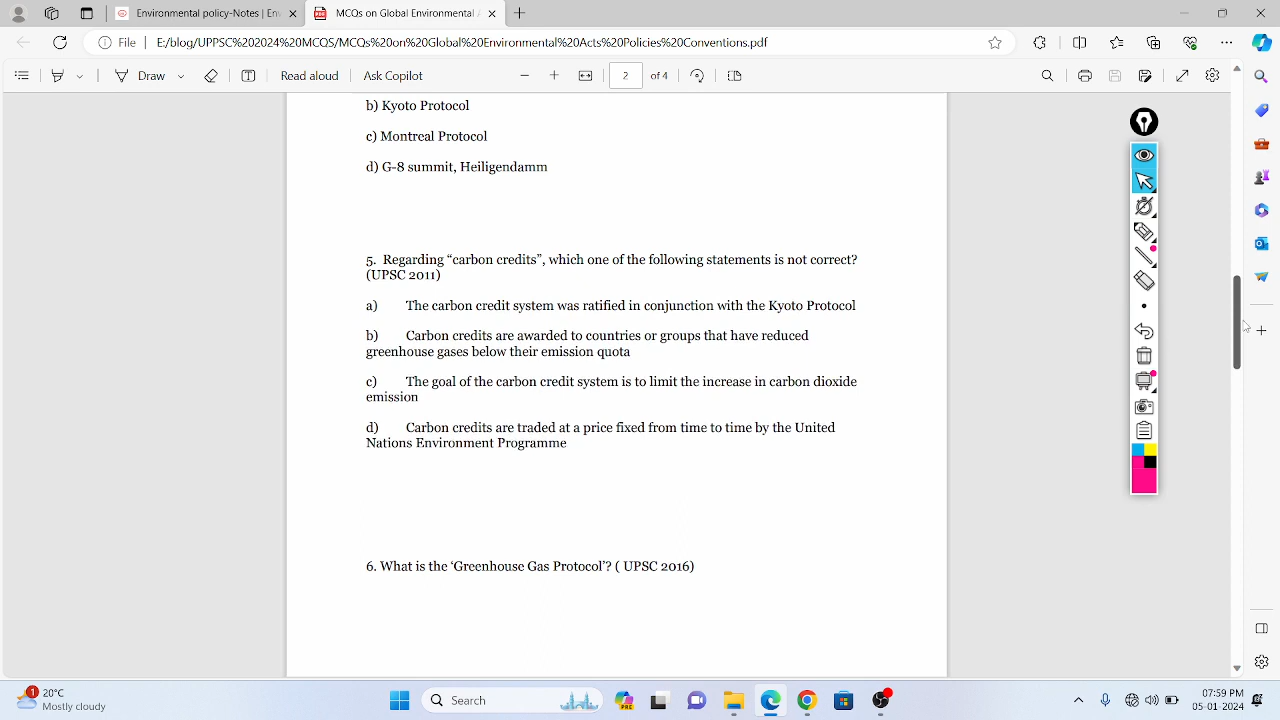 Environmental policy-Notes | En
MCQs on Global Environmental
File
E:/blog/UPPSC%202024%20MCQS/MCQs%20on%20Global%20Environmental%20Acts%20Policies%20Conventions.pdf
Draw
Read aloud
Ask Copilot
2
of 4
b) Kyoto Protocol
c) Montreal Protocol
d) G-8 summit, Heiligendamm
5. Regarding “carbon credits”, which one of the following statements is not correct?
(UPSC 2011)
a) The carbon credit system was ratified in conjunction with the Kyoto Protocol
b) Carbon credits are awarded to countries or groups that have reduced
greenhouse gases below their emission quota
c) The goal of the carbon credit system is to limit the increase in carbon dioxide
emission
d) Carbon credits are traded at a price fixed from time to time by the United
Nations Environment Programme
6. What is the ‘Greenhouse Gas Protocol’? ( UPSC 2016)
1
20°C
Mostly cloudy
Search
PRE
07:59 PM
05-01-2024